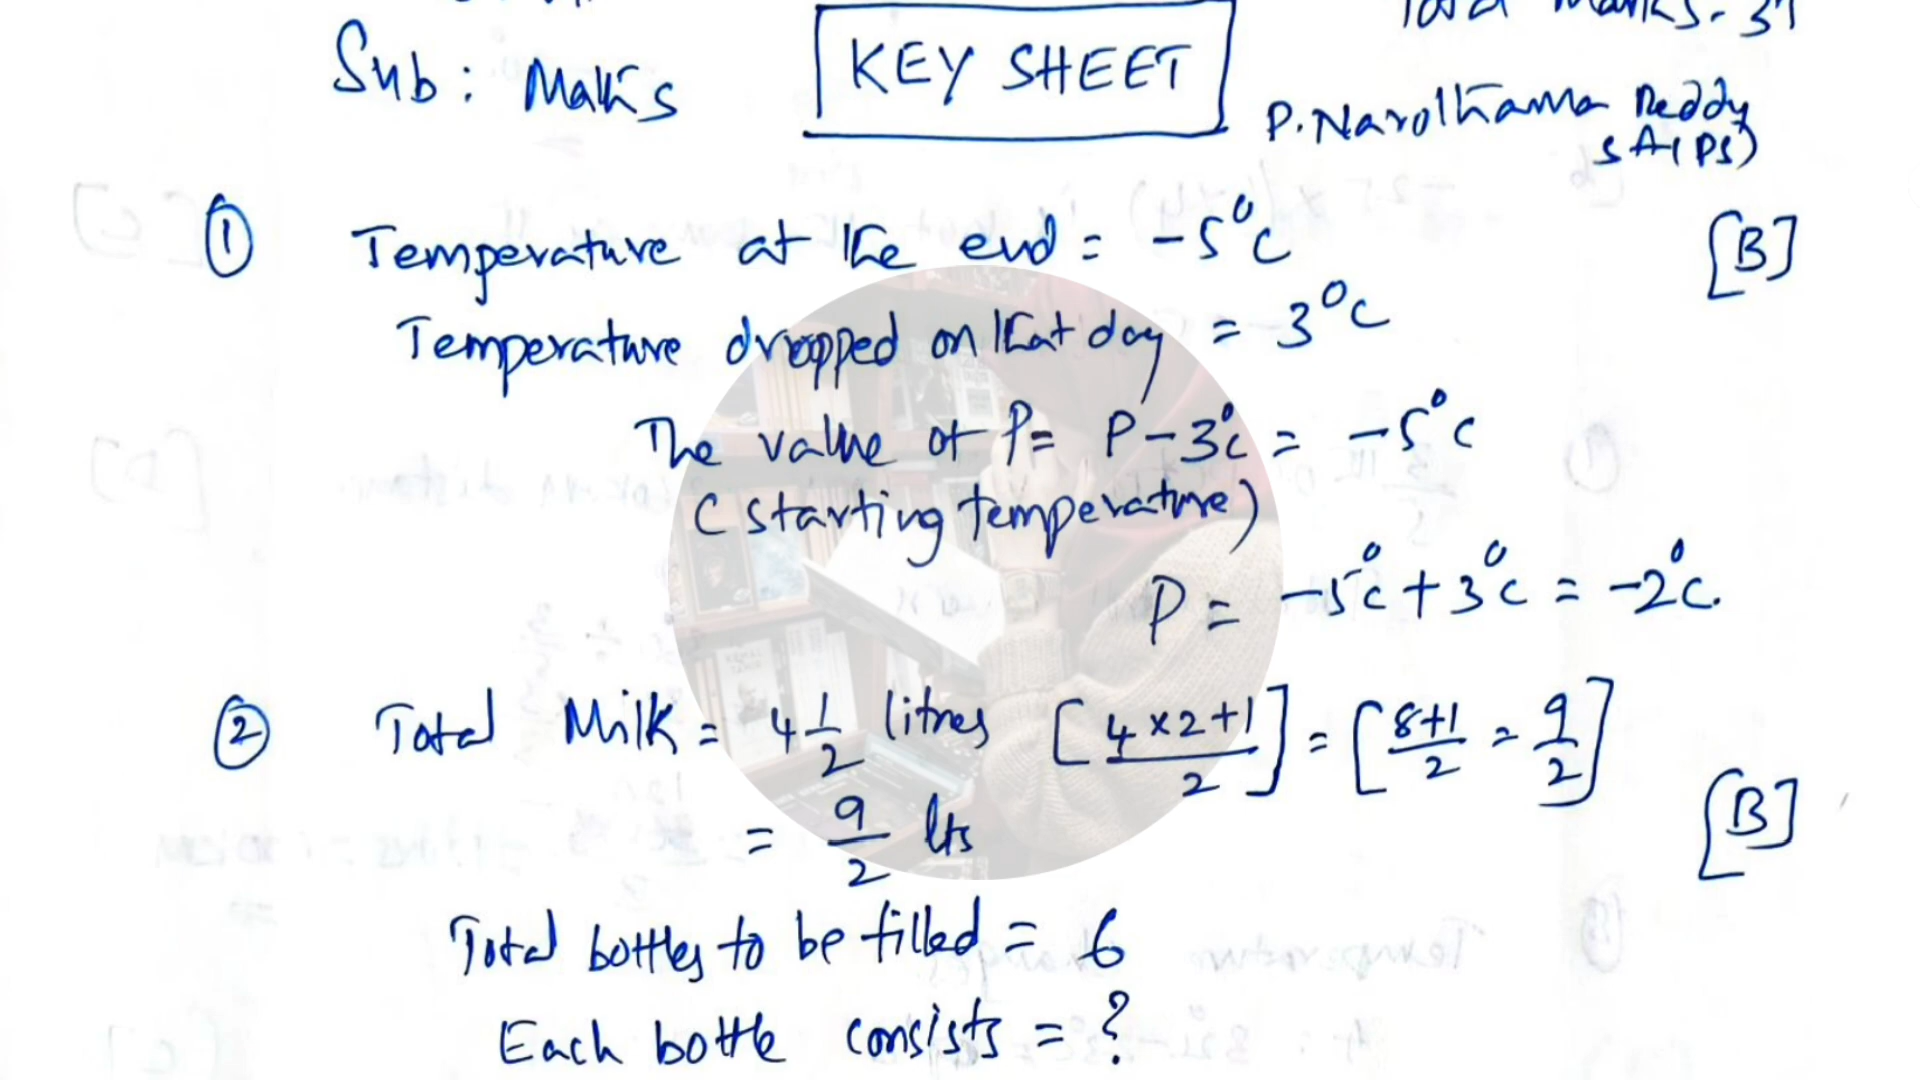 Total Marks - 37
Sub: Maths
KEY SHEET
P. Narothama Reddy
SA (PS)
① Temperature at the end = -5°C [B]
Temperature dropped on that day = 3°C
The value of P = P - 3°C = -5°C
(starting temperature)
P = -5°C + 3°C = -2°C.
② Total Milk = 4 1/2 litres [4×2+1/2] = [8+1/2 = 9/2]
= 9/2 lts [B]
Total bottles to be filled = 6
Each bottle consists = ?